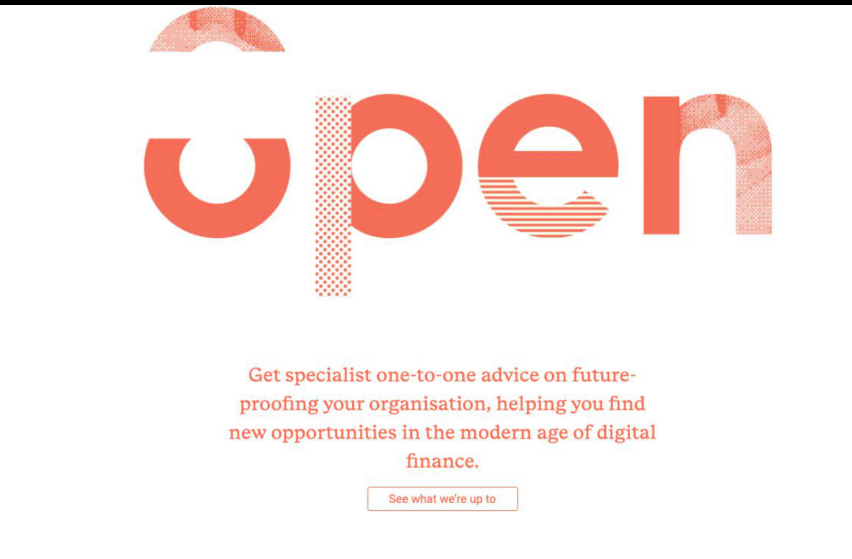 open
Get specialist one-to-one advice on future-
proofing your organisation, helping you find
new opportunities in the modern age of digital
finance.
See what we're up to